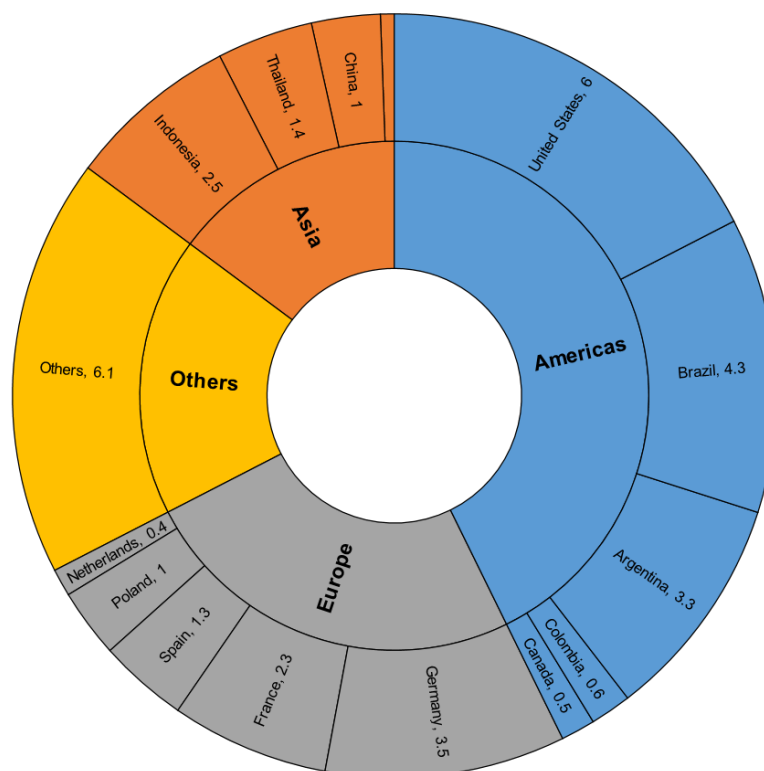 China, 1
Thailand, 1.4
Indonesia, 2.5
Asia
United States, 6
Americas
Brazil, 4.3
Others, 6.1
Others
Argentina, 3.3
Colombia, 0.6
Canada, 0.5
Europe
Netherlands, 0.4
Poland, 1
Spain, 1.3
France, 2.3
Germany, 3.5